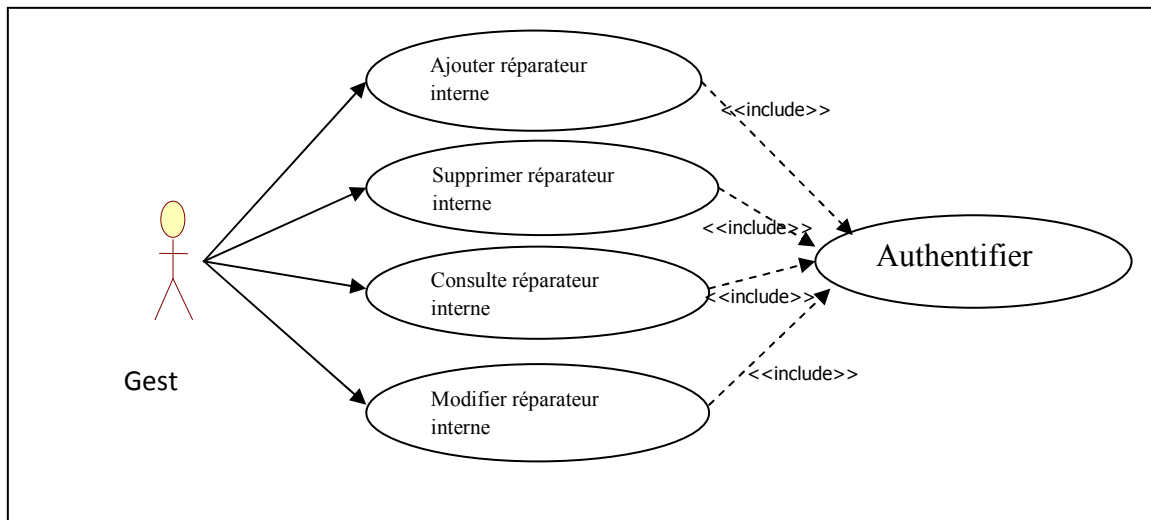 Ajouter réparateur
interne
<<include>>
Supprimer réparateur
interne
<<include>>
Authentifier
Consulte réparateur
interne
<<include>>
Gest
Modifier réparateur
interne
<<include>>